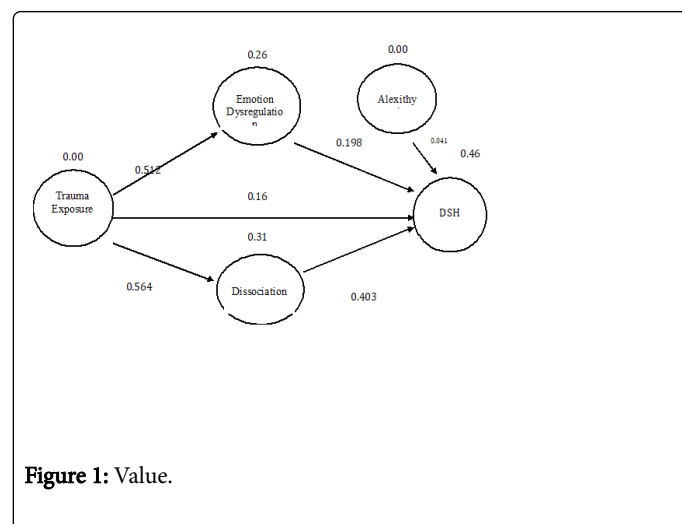 0.26
0.00
Emotion
Dysregulatio
n
Alexithy
0.198
0.041
0.46
0.00
0.512
Trauma
Exposure
0.16
DSH
0.31
0.564
Dissociation
0.403
Figure 1: Value.